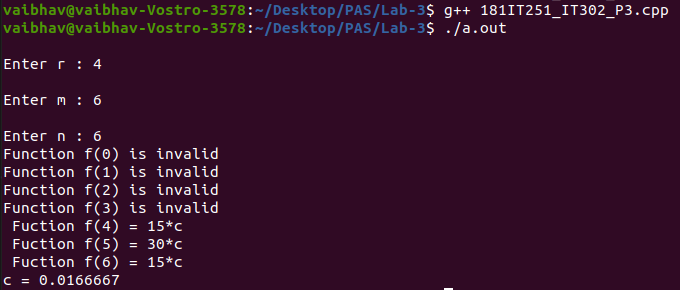 vaibhav@vaibhav-Vostro-3578:~/Desktop/PAS/Lab-3$ g++ 181IT251_IT302_P3.cpp
vaibhav@vaibhav-Vostro-3578:~/Desktop/PAS/Lab-3$ ./a.out
Enter r : 4
Enter m : 6
Enter n : 6
Function f(0) is invalid
Function f(1) is invalid
Function f(2) is invalid
Function f(3) is invalid
Fuction f(4) = 15*c
Fuction f(5) = 30*c
Fuction f(6) = 15*c
c = 0.0166667